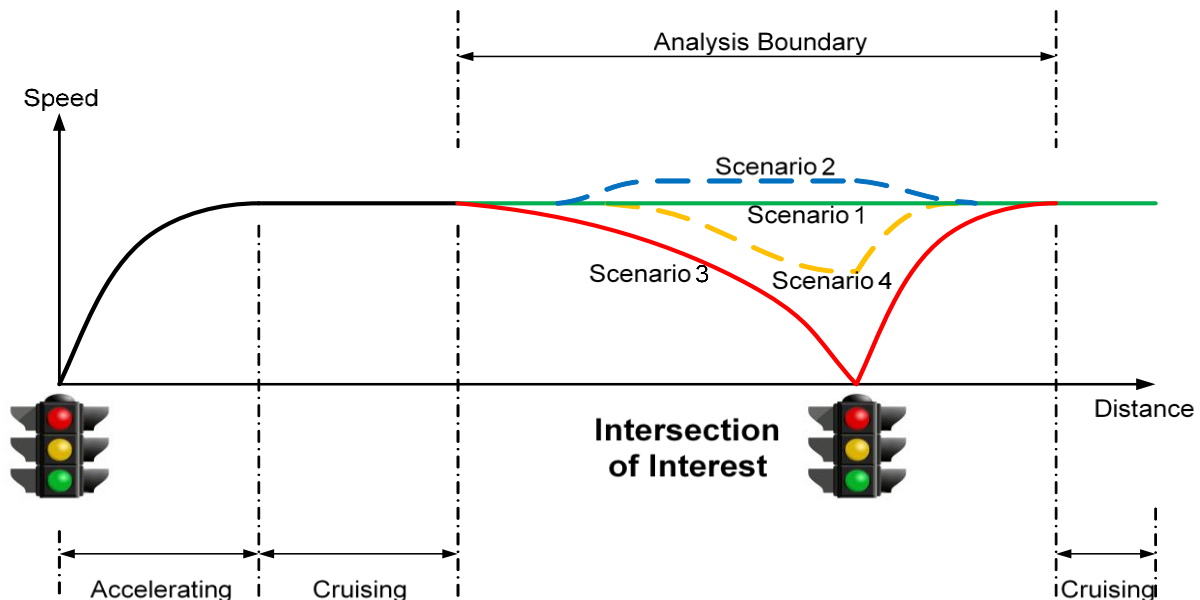 Analysis Boundary
Speed
Scenario 2
Scenario 1
Scenario 3
Scenario 4
Distance
Intersection
of Interest
Accelerating
Cruising
Cruising